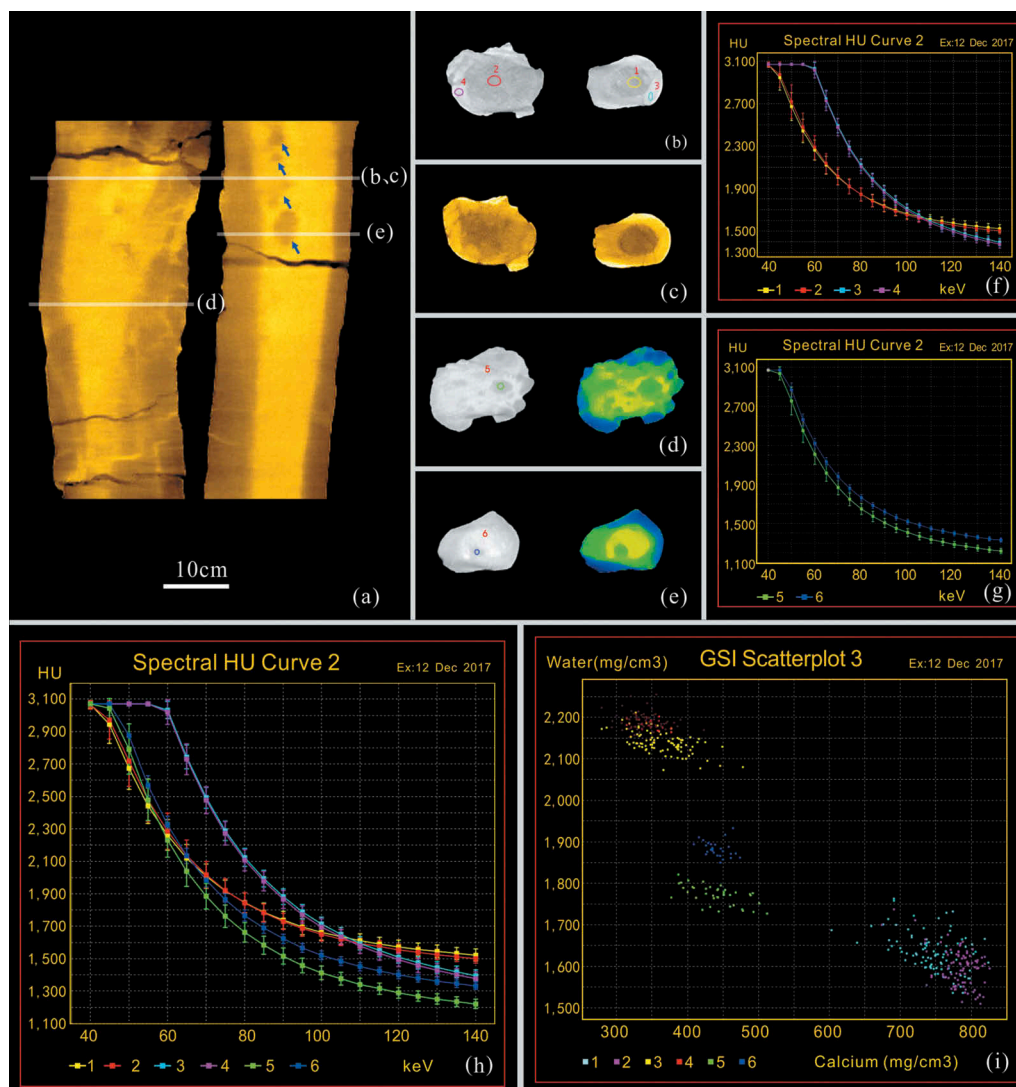 (b、c)
(e)
(d)
10cm
(a)
2
4
1
3
(b)
(c)
5
(d)
6
(e)
HU Spectral HU Curve 2 Ex:12 Dec 2017
3,100
2,700
2,300
1,900
1,500
1.300
40 60 80 100 120 140
1 2 3 4 keV (f)
HU Spectral HU Curve 2 Ex:12 Dec 2017
3,100
2,700
2,300
1,900
1,500
1,100
40 60 80 100 120 140
5 6 keV (g)
HU Spectral HU Curve 2 Ex:12 Dec 2017
3,100
2,900
2,700
2,500
2,300
2,100
1,900
1,700
1,500
1,300
1,100
40 60 80 100 120 140
1 2 3 4 5 6 keV (h)
Water(mg/cm3) GSI Scatterplot 3 Ex:12 Dec 2017
2,200
2,100
2,000
1,900
1,800
1,700
1,600
1,500
300 400 500 600 700 800
1 2 3 4 5 6 Calcium (mg/cm3) (i)